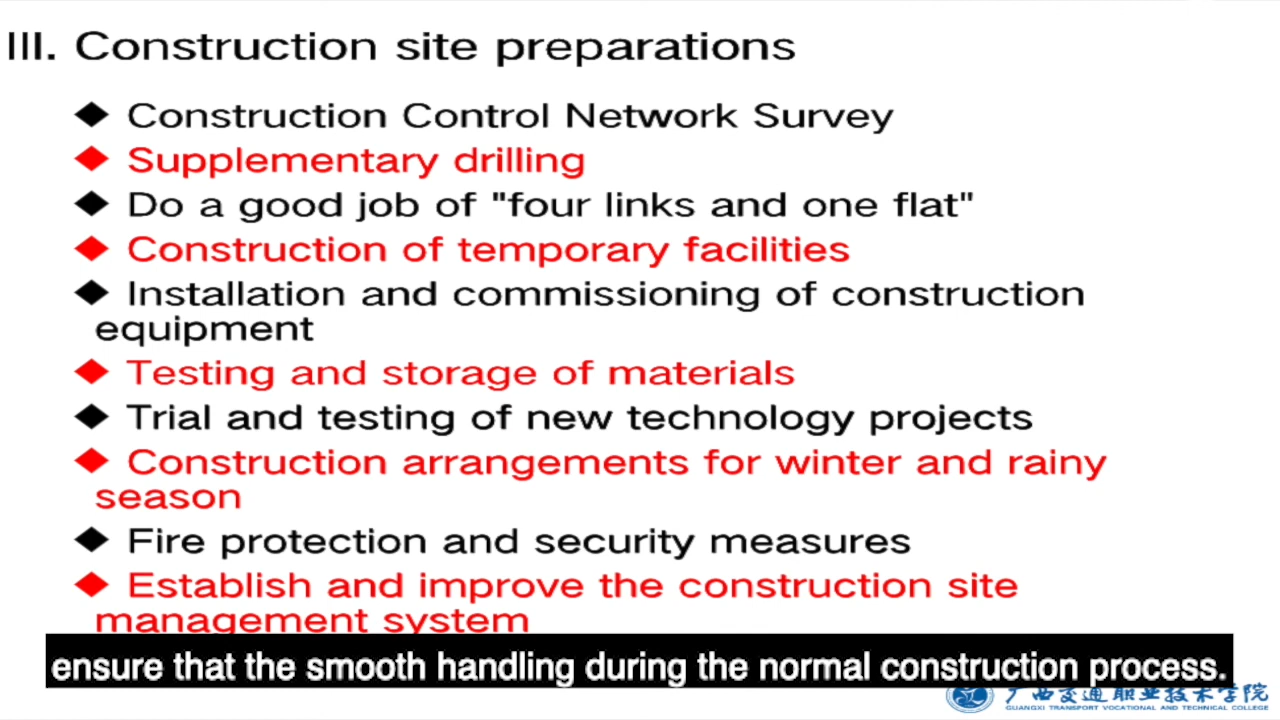 III. Construction site preparations
◆ Construction Control Network Survey
◆ Supplementary drilling
◆ Do a good job of "four links and one flat"
◆ Construction of temporary facilities
◆ Installation and commissioning of construction
equipment
◆ Testing and storage of materials
◆ Trial and testing of new technology projects
◆ Construction arrangements for winter and rainy
season
◆ Fire protection and security measures
◆ Establish and improve the construction site
management system
ensure that the smooth handling during the normal construction process.
广西交通职业技术学院
GUANGXI TRANSPORT VOCATIONAL AND TECHNICAL COLLEGE